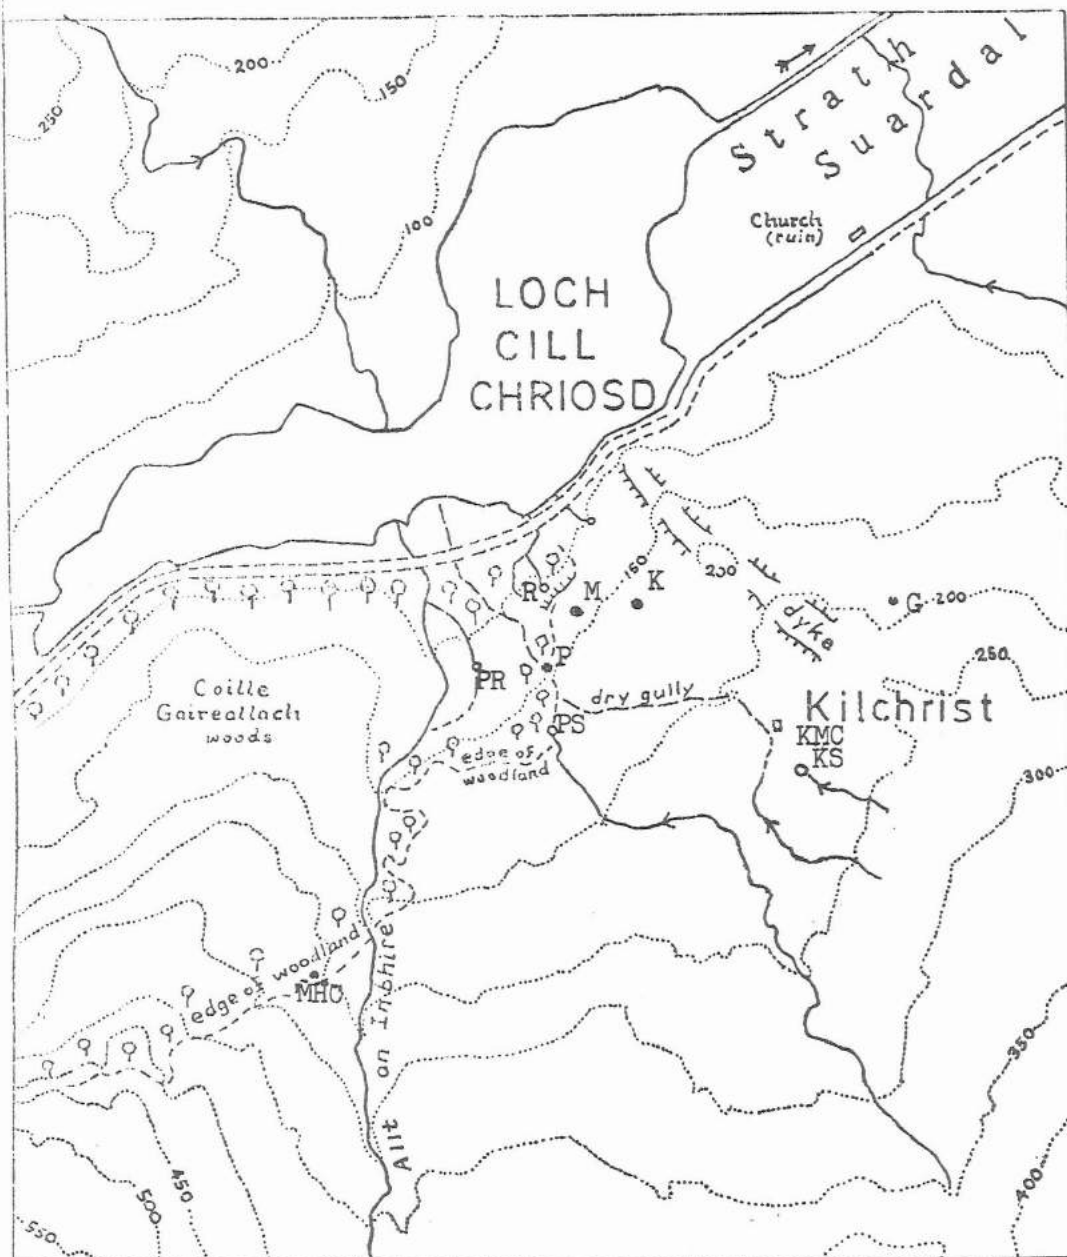 200
150
250
100
Strath
Suardal
Church
(ruin)
LOCH
CILL
CHRIOSD
150
200
R
M
K
G
200
dyke
P
PR
250
Coille
Gaireallach
woods
dry gully
Kilchrist
PS
KMC
KS
edge of
woodland
300
edge of woodland
MHC
Allt an Inbhire
350
400
450
500
550